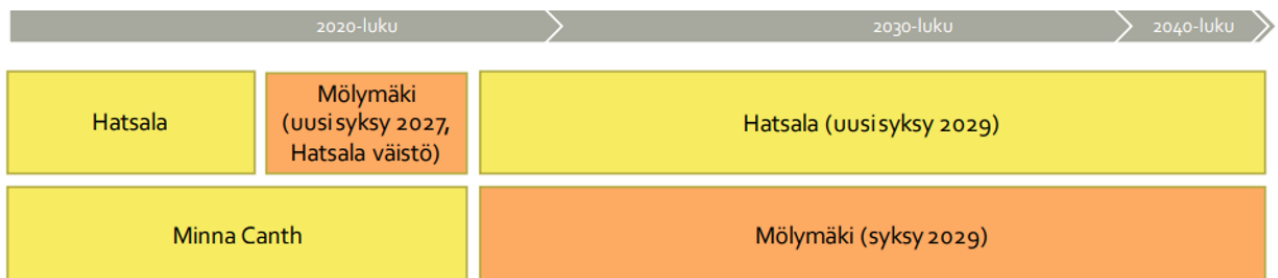 2020-luku
2030-luku
2040-luku
Hatsala
Mölymäki
(uusi syksy 2027,
Hatsala väistö)
Hatsala (uusi syksy 2029)
Minna Canth
Mölymäki (syksy 2029)